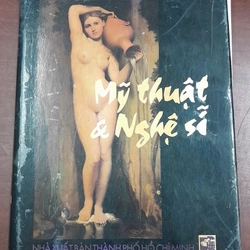 Mỹ thuật
& Nghệ sĩ
NHÀ XUẤT BẢN THÀNH PHỐ HỒ CHÍ MINH